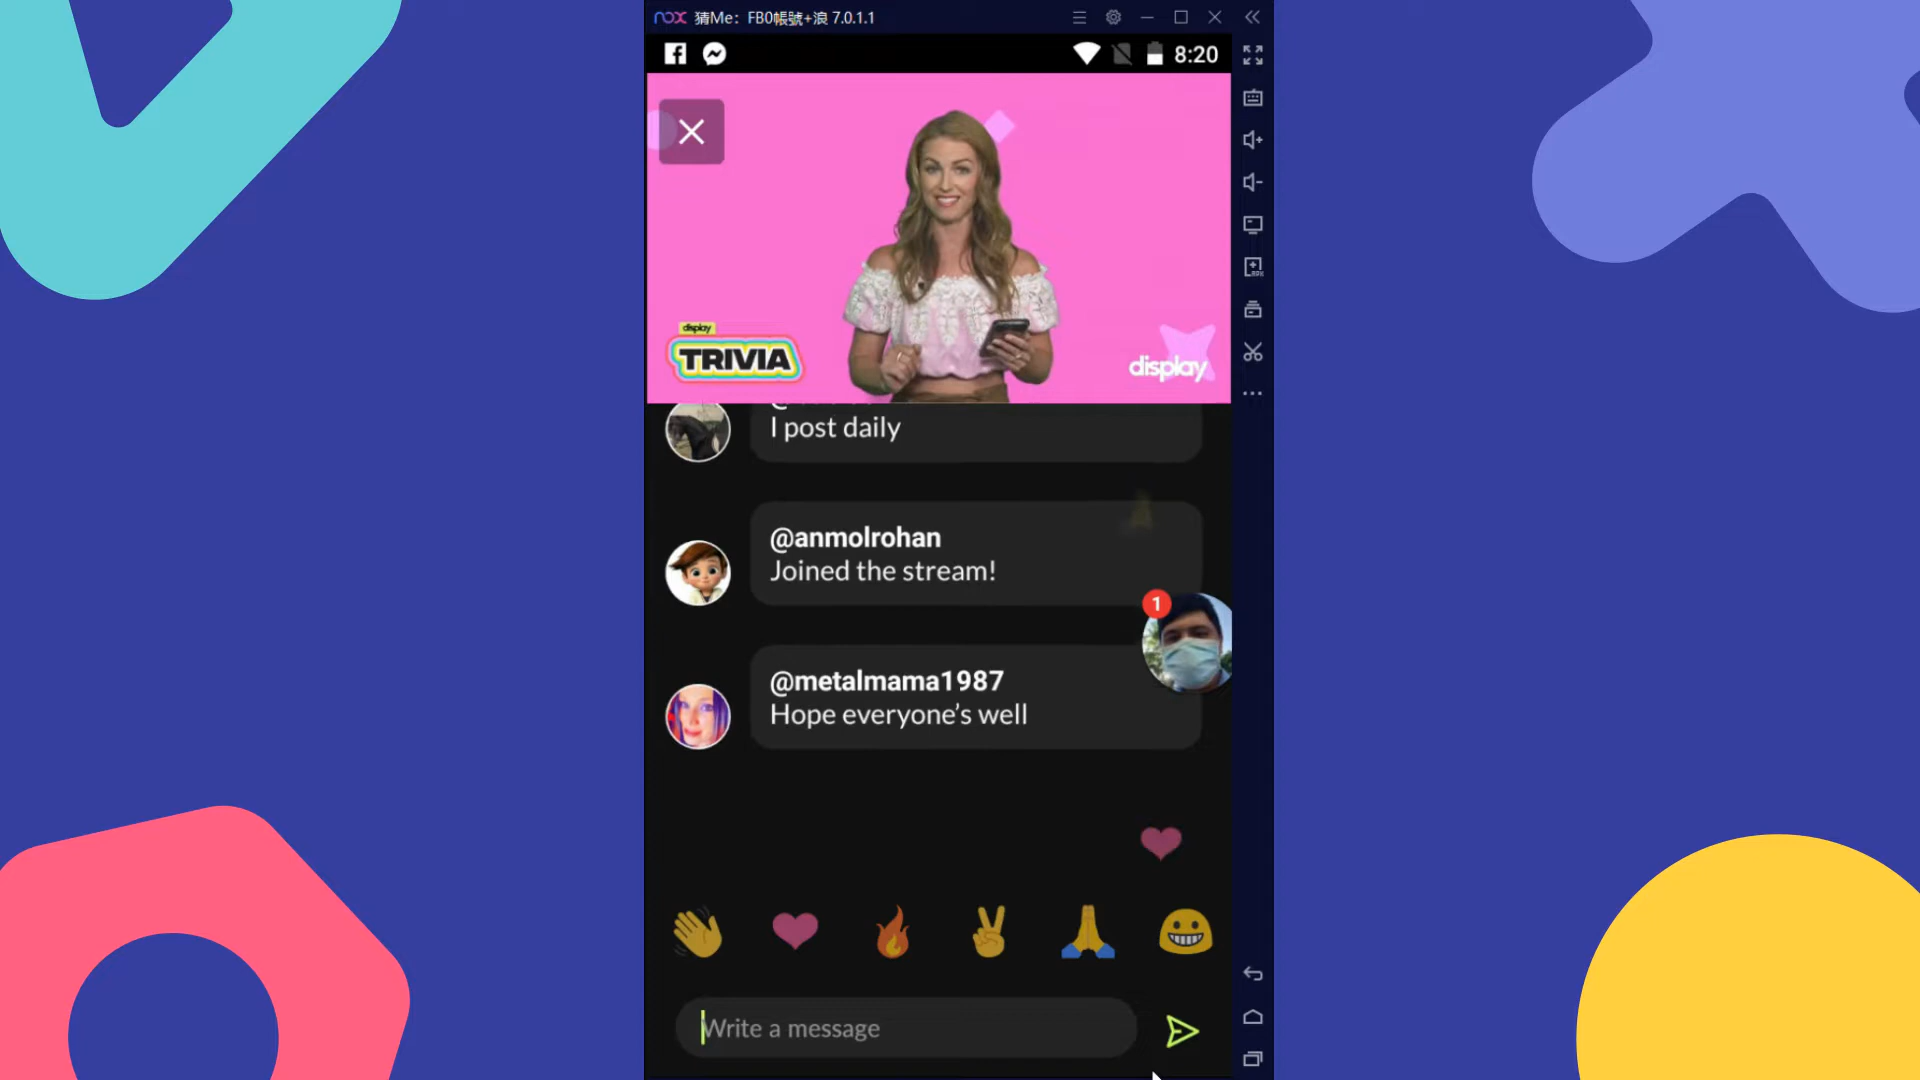 nox 猜Me: FB0帳號+浪 7.0.1.1
8:20
display
TRIVIA
display
I post daily
@anmolrohan
Joined the stream!
1
@metalmama1987
Hope everyone's well
Write a message